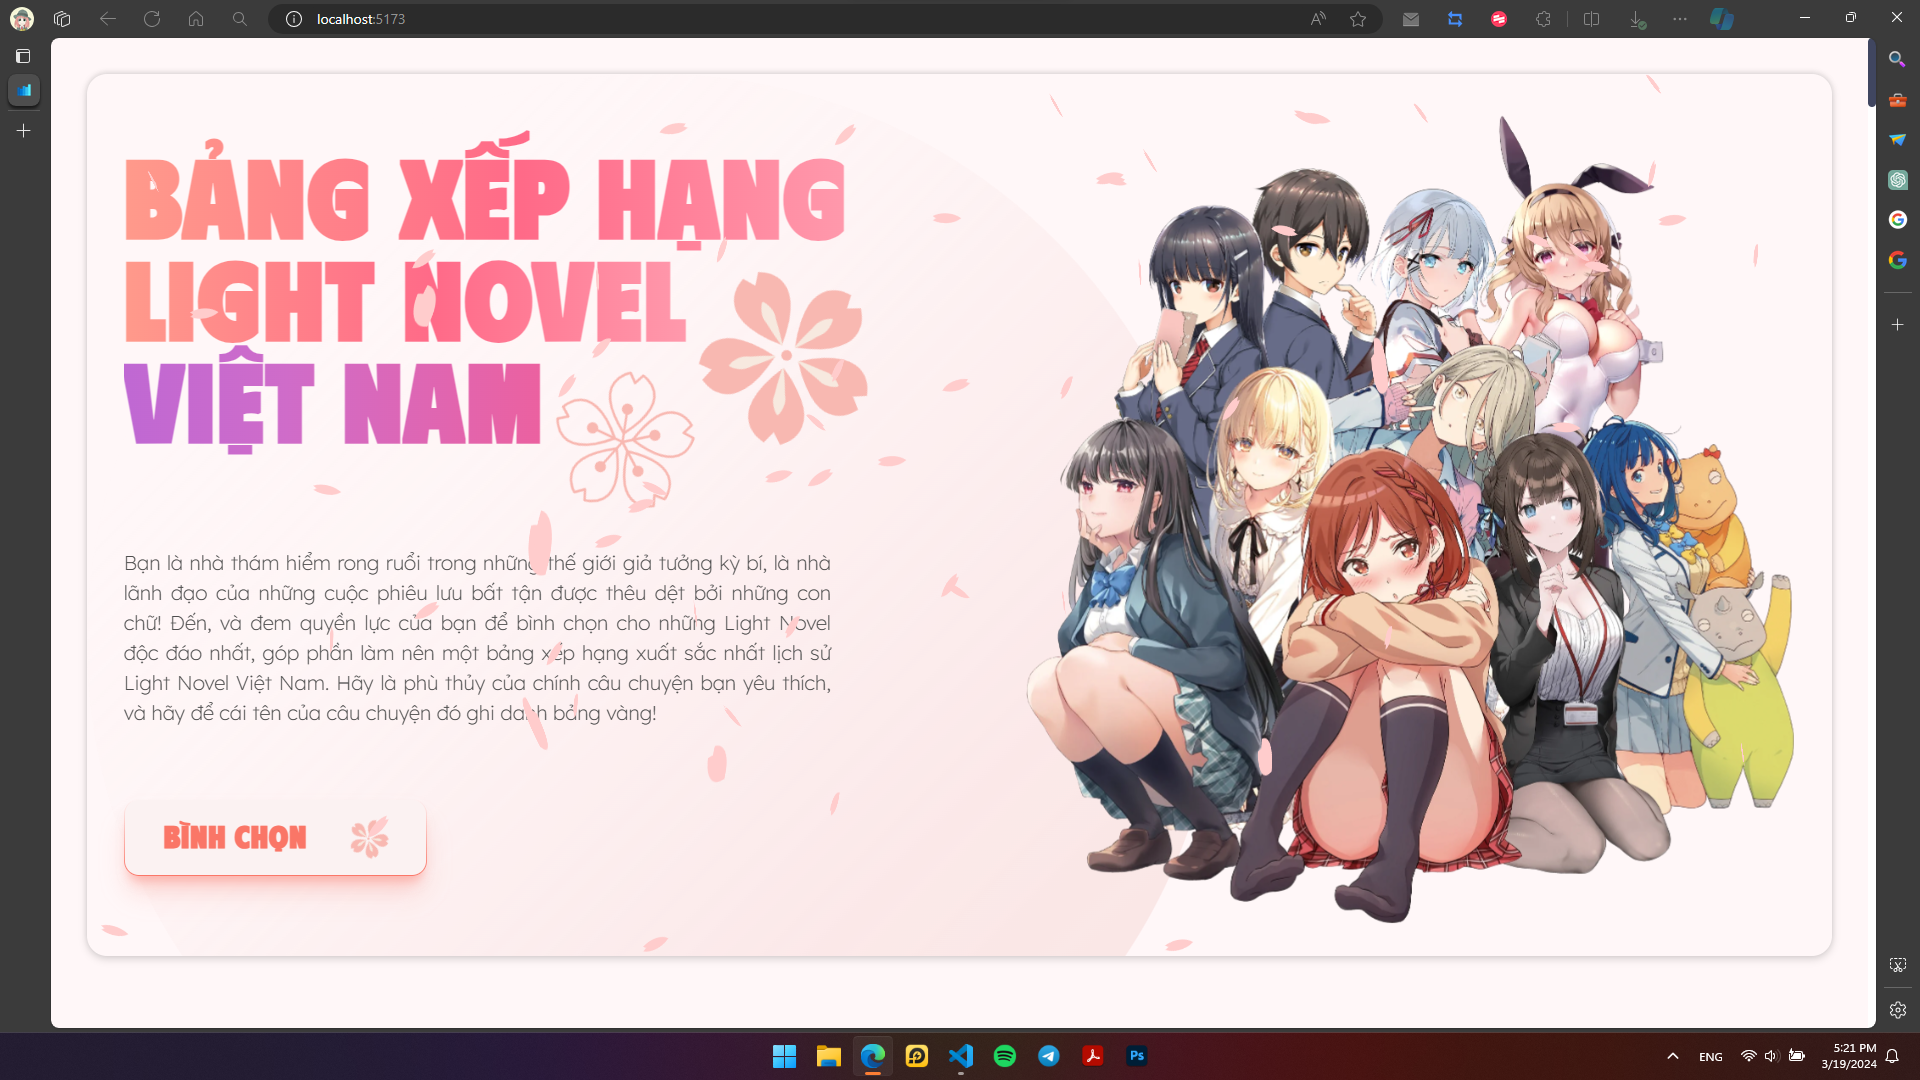 localhost:5173
BẢNG XẾP HẠNG
LIGHT NOVEL
VIỆT NAM
Bạn là nhà thám hiểm rong ruổi trong những thế giới giả tưởng kỳ bí, là nhà
lãnh đạo của những cuộc phiêu lưu bất tận được thêu dệt bởi những con
chữ! Đến, và đem quyền lực của bạn để bình chọn cho những Light Novel
độc đáo nhất, góp phần làm nên một bảng xếp hạng xuất sắc nhất lịch sử
Light Novel Việt Nam. Hãy là phù thủy của chính câu chuyện bạn yêu thích,
và hãy để cái tên của câu chuyện đó ghi danh bảng vàng!
BÌNH CHỌN
Ps
ENG
5:21 PM
3/19/2024